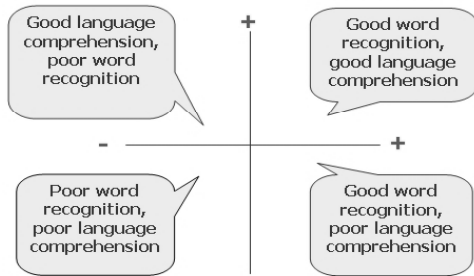 Good language
comprehension,
poor word
recognition
+
Good word
recognition,
good language
comprehension
-
+
Poor word
recognition,
poor language
comprehension
Good word
recognition,
poor language
comprehension